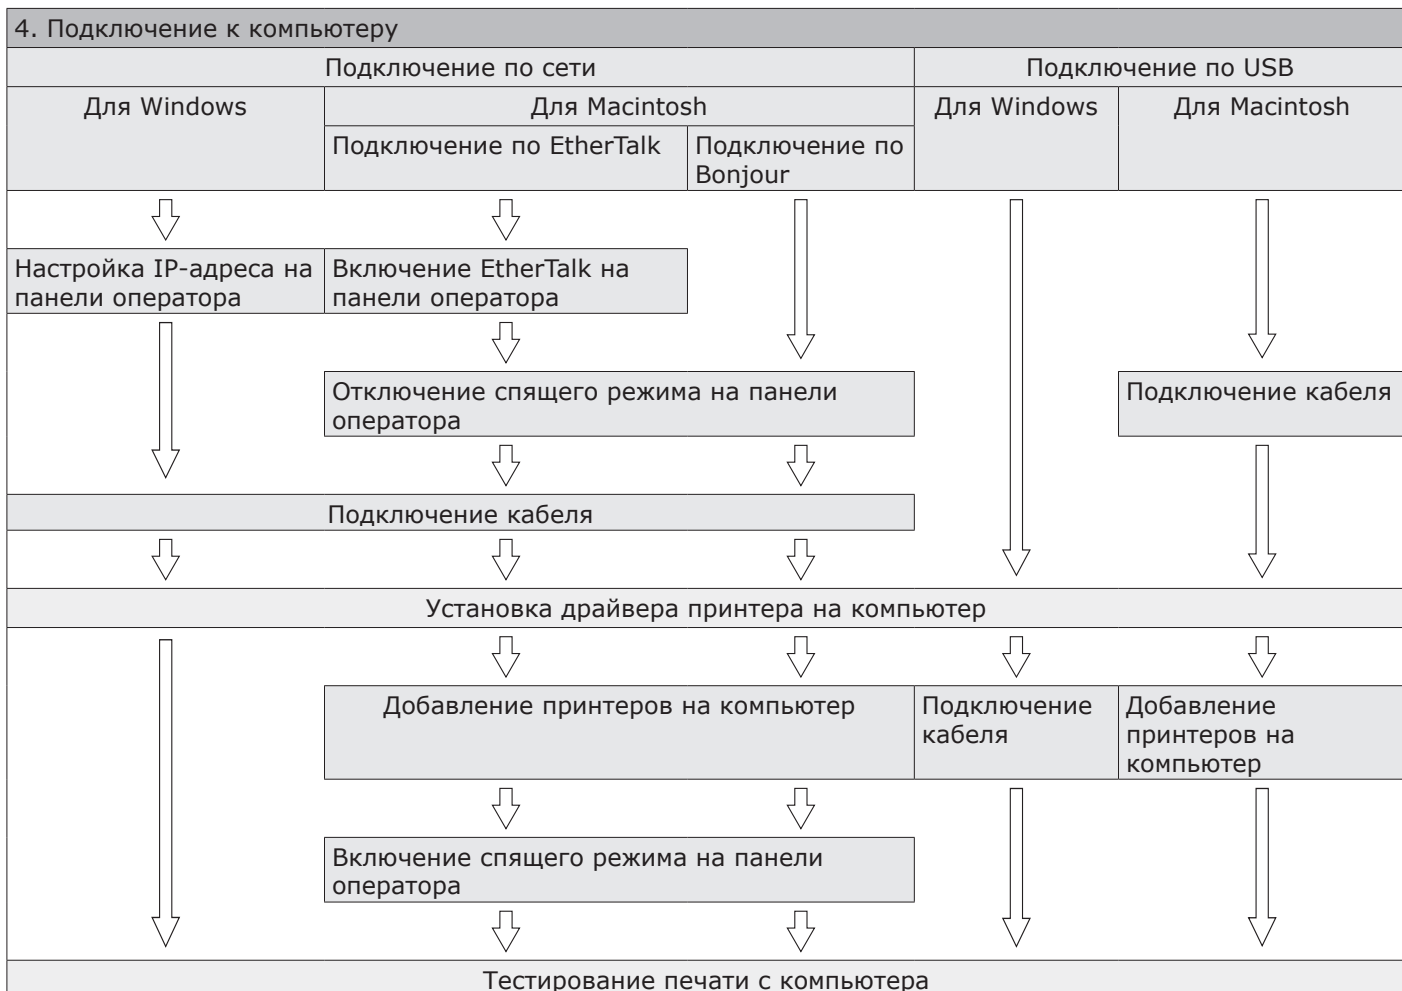 4. Подключение к компьютеру
Подключение по сети
Подключение по USB
Для Windows
Для Macintosh
Для Windows
Для Macintosh
Подключение по EtherTalk
Подключение по
Bonjour
Настройка IP-адреса на
панели оператора
Включение EtherTalk на
панели оператора
Отключение спящего режима на панели
оператора
Подключение кабеля
Подключение кабеля
Установка драйвера принтера на компьютер
Добавление принтеров на компьютер
Подключение
кабеля
Добавление
принтеров на
компьютер
Включение спящего режима на панели
оператора
Тестирование печати с компьютера